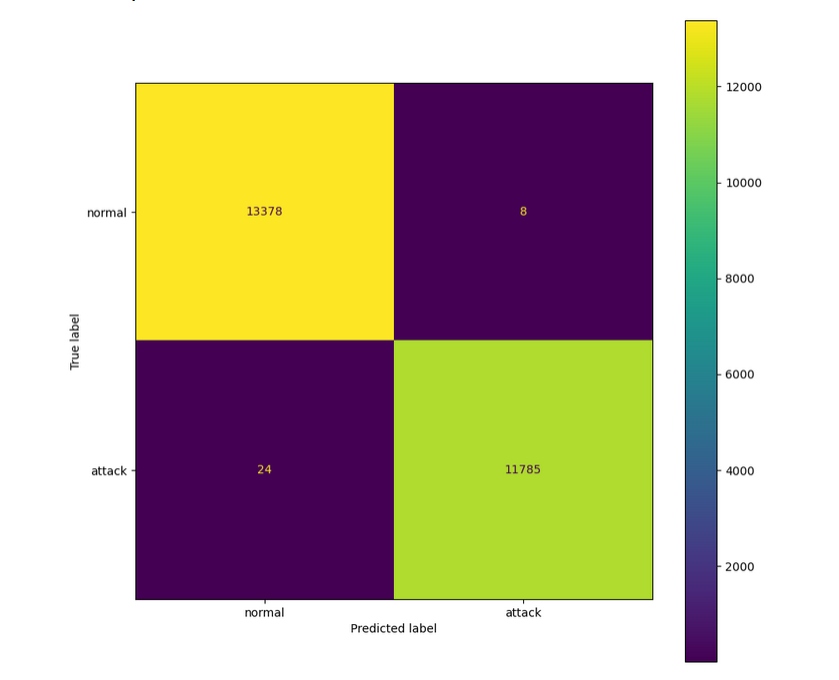 12000
10000
8000
6000
4000
2000
True label
normal
13378
8
attack
24
11785
normal
attack
Predicted label